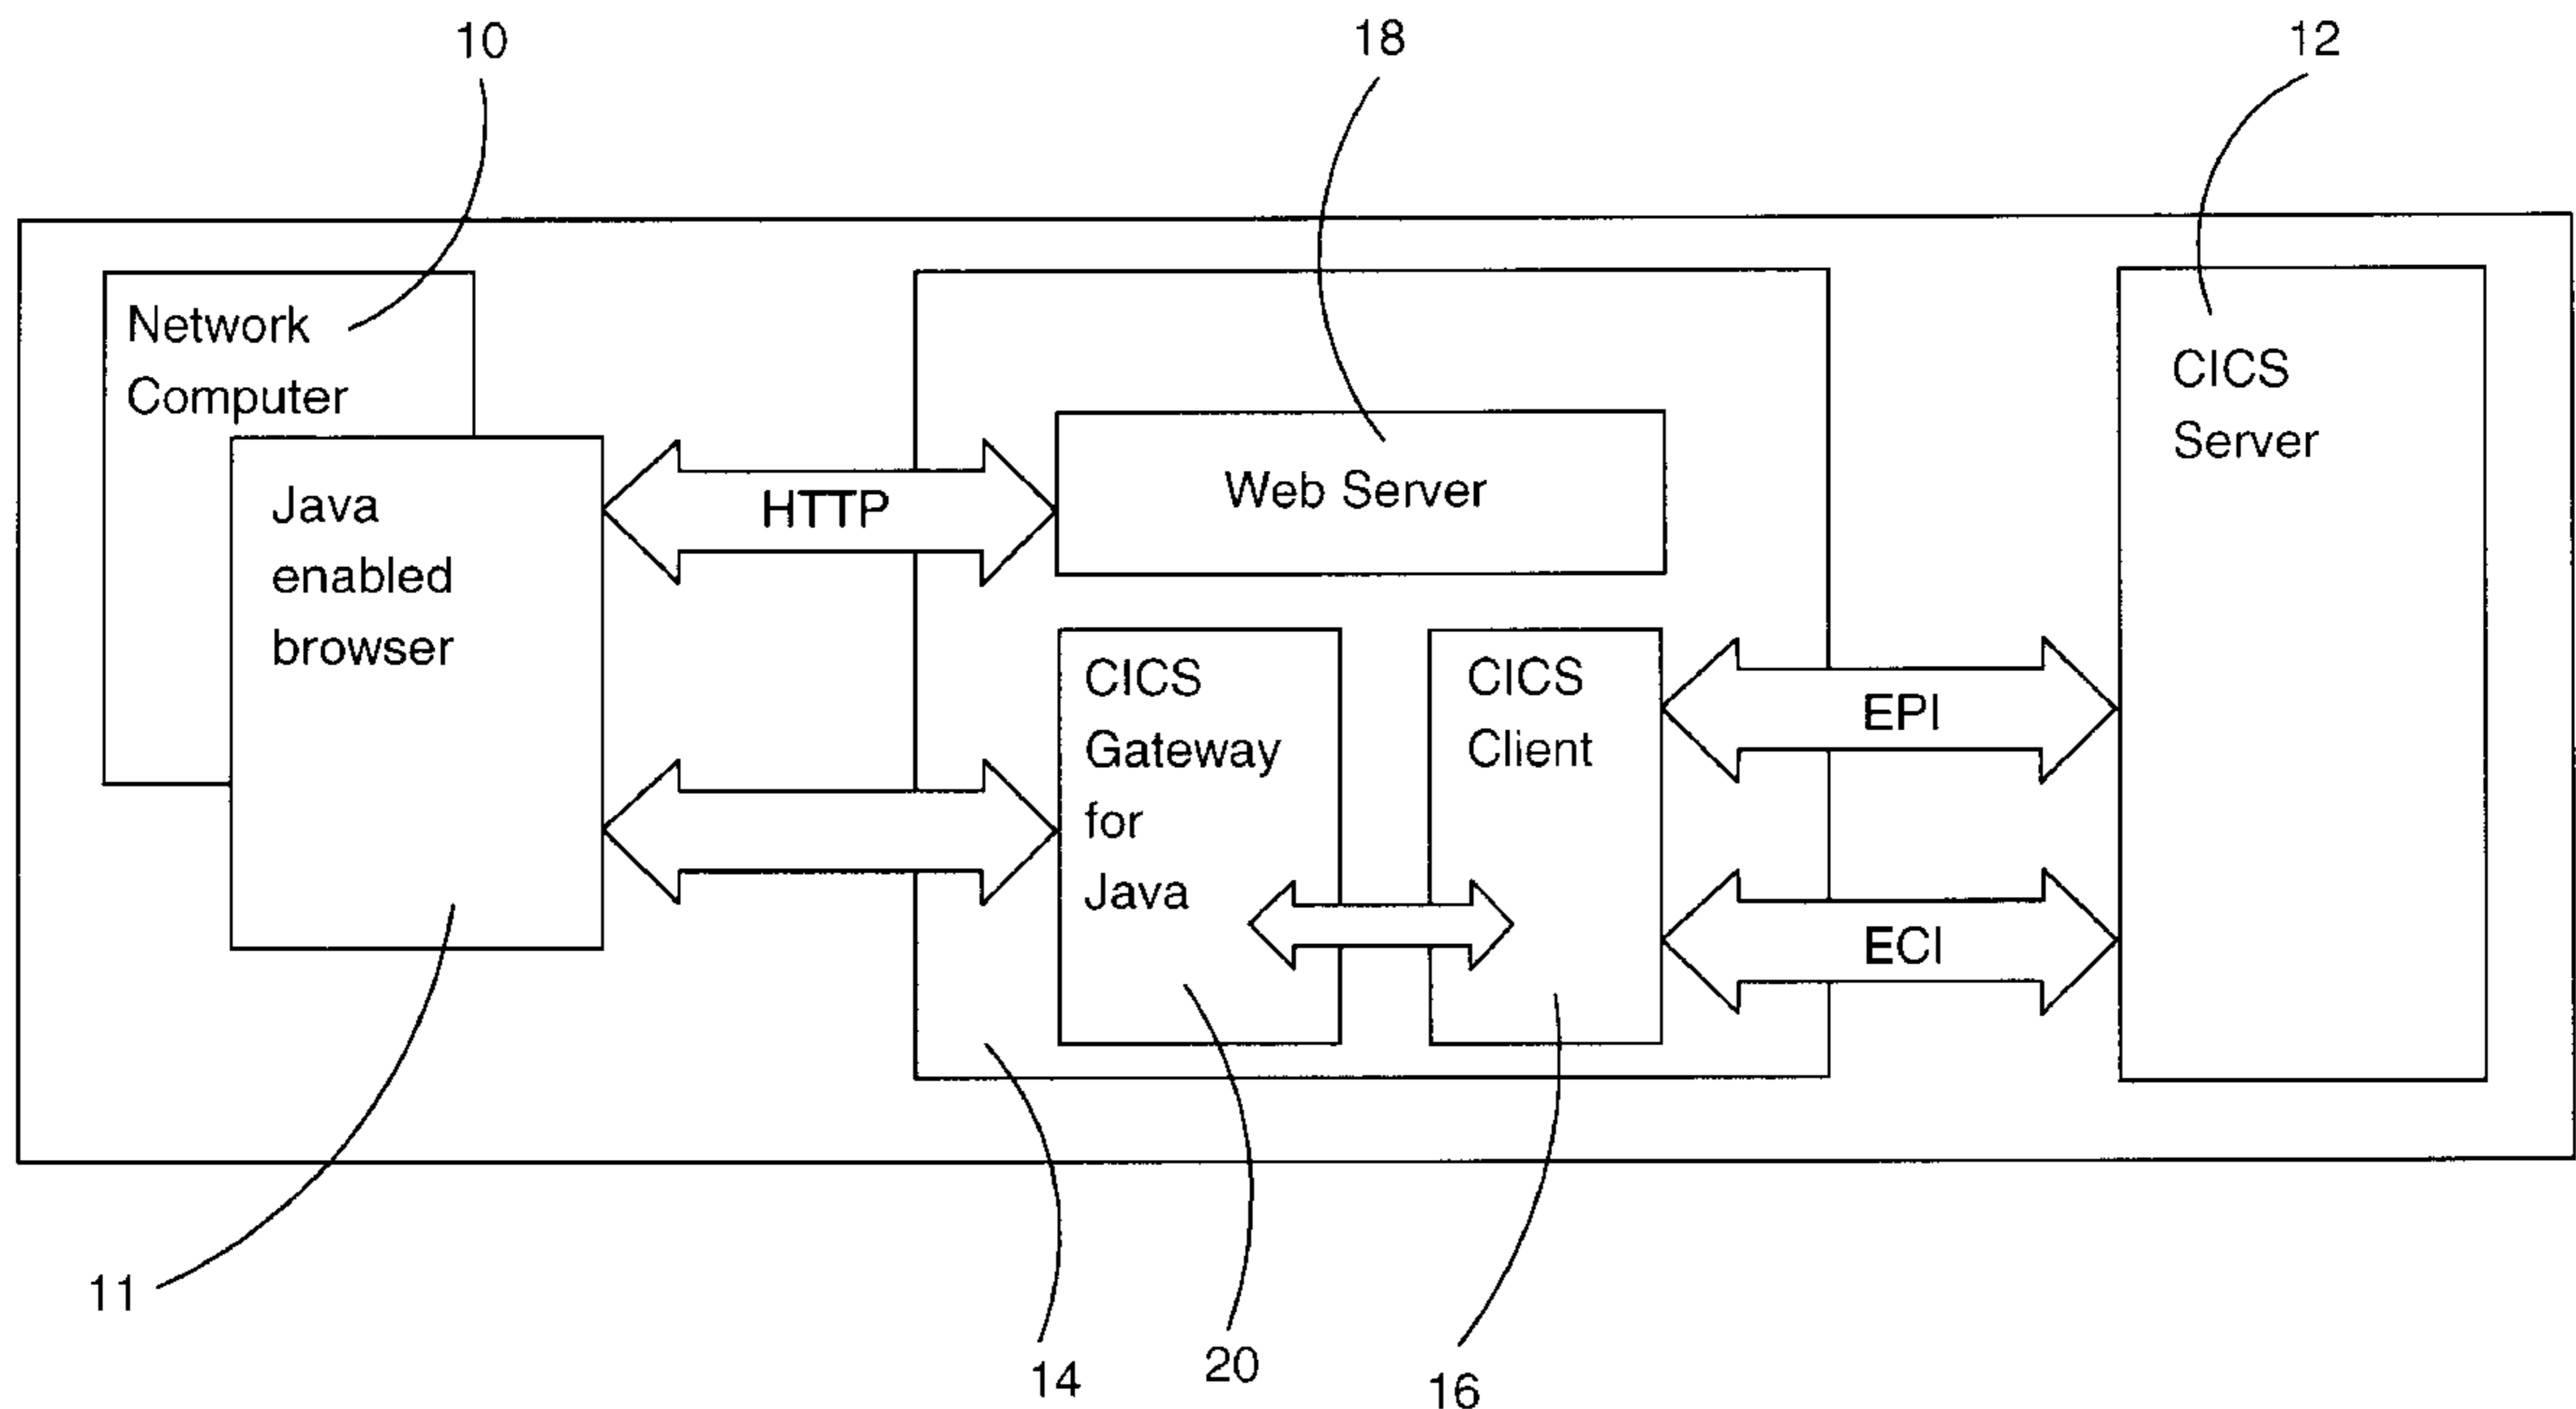 10
18
12
Network
Computer
Java
enabled
browser
HTTP
Web Server
CICS
Server
CICS
Gateway
for
Java
CICS
Client
EPI
ECI
11
14
20
16